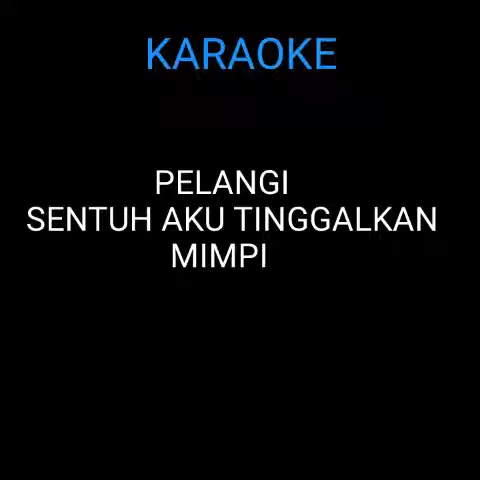 KARAOKE
PELANGI
SENTUH AKU TINGGALKAN
MIMPI